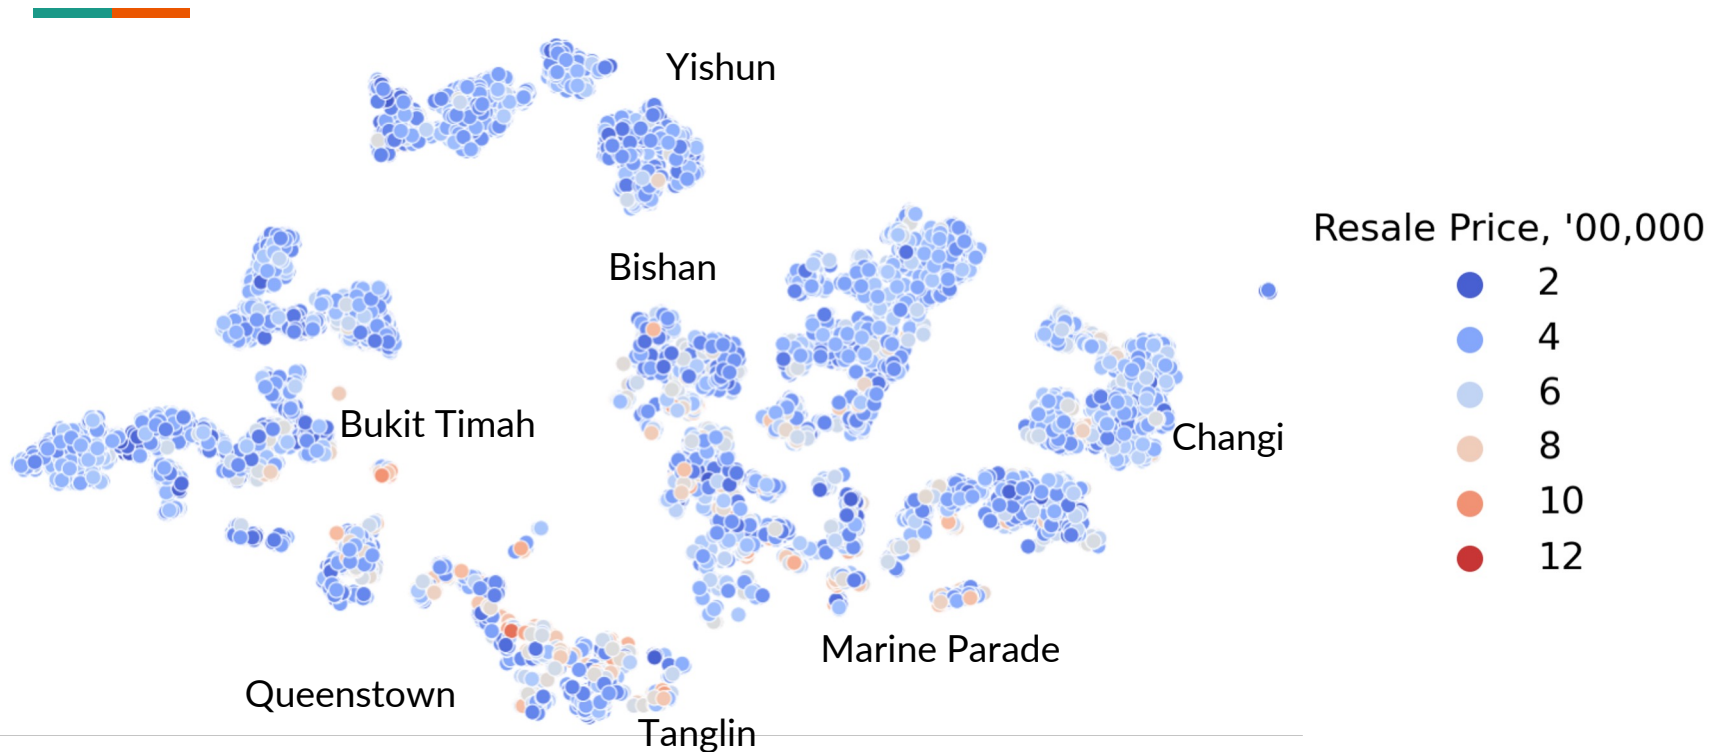 Yishun
Resale Price, '00,000
Bishan
2
4
6
Bukit Timah
Changi
8
10
12
Marine Parade
Queenstown
Tanglin